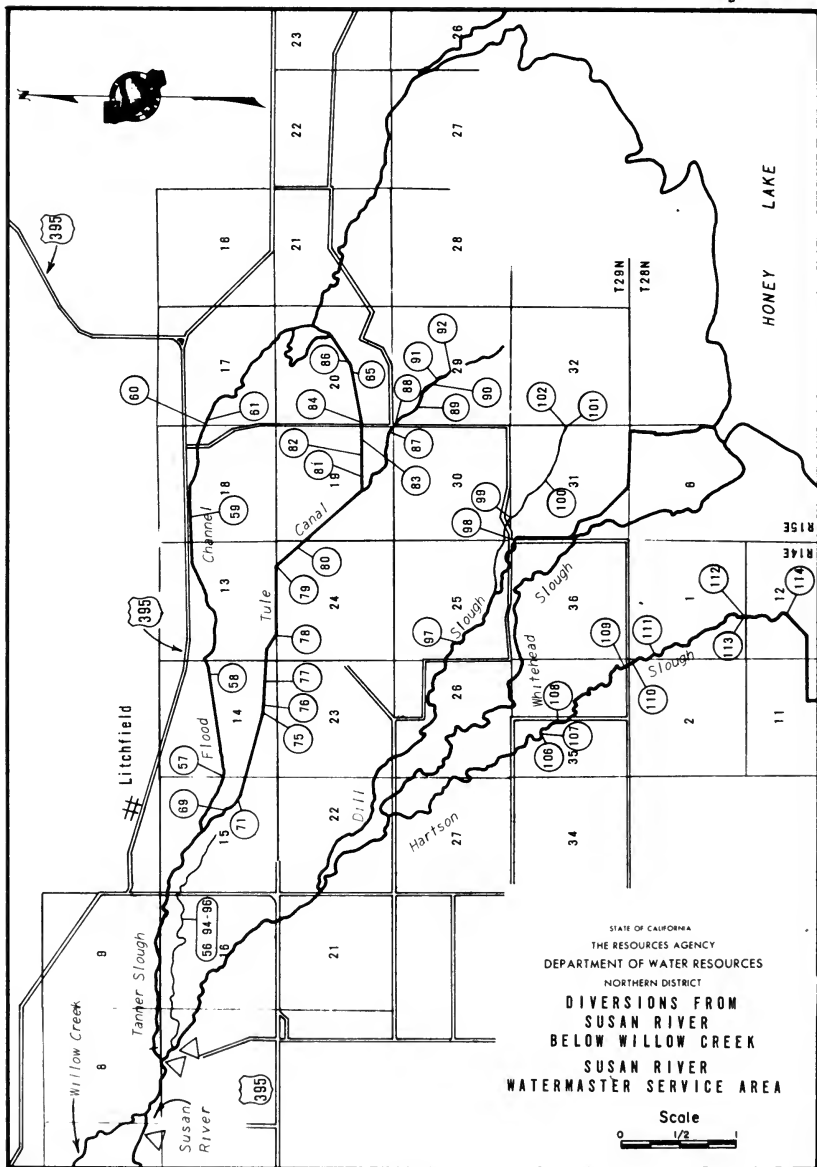 STATE OF CALIFORNIA
THE RESOURCES AGENCY
DEPARTMENT OF WATER RESOURCES
NORTHERN DISTRICT
DIVERSIONS FROM
SUSAN RIVER
BELOW WILLOW CREEK
SUSAN RIVER
WATERMASTER SERVICE AREA
Scale
0 1/2 1
Willow Creek
Tanner Slough
Susan
River
395
Litchfield
395
395
Flood
Channel
Tule
Canal
Dill
Slough
Hartson
Slough
Whitehead
Slough
HONEY LAKE
T29N
T28N
R14E
R15E
8
9
16
21
15
22
27
34
14
23
26
35
2
11
13
24
25
36
1
12
18
19
30
31
6
17
20
29
32
16
21
28
22
27
23
26
26
56 94-96
57
58
59
60
61
65
69
71
75
76
77
78
79
80
81
82
83
84
86
87
88
89
90
91
92
97
98
99
100
101
102
106
107
108
109
110
111
112
113
114